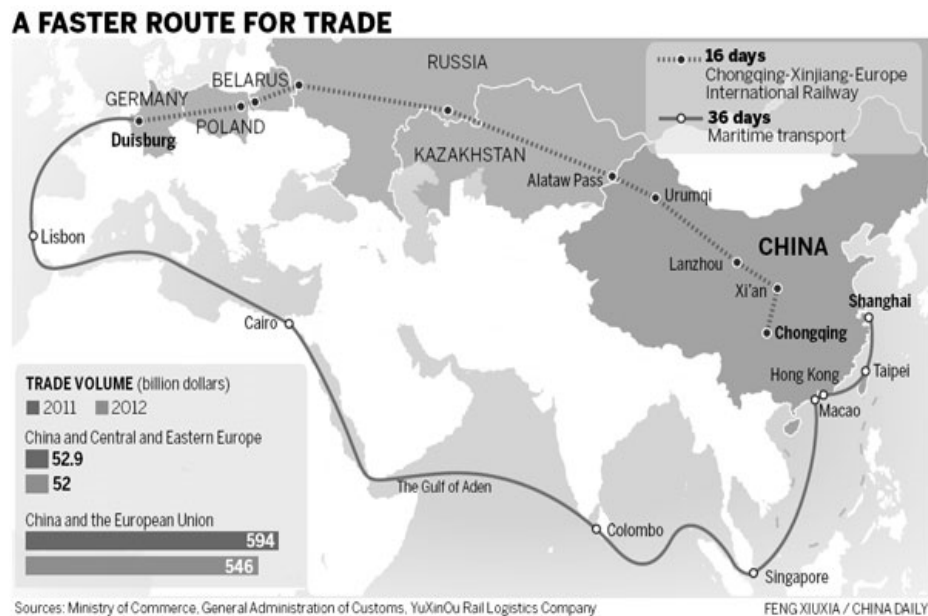 A FASTER ROUTE FOR TRADE
16 days
Chongqing-Xinjiang-Europe
International Railway
36 days
Maritime transport
RUSSIA
BELARUS
GERMANY
POLAND
Duisburg
KAZAKHSTAN
Alataw Pass
Urumqi
Lisbon
CHINA
Lanzhou
Xi'an
Shanghai
Cairo
Chongqing
Taipei
Hong Kong
Macao
TRADE VOLUME (billion dollars)
2011 2012
China and Central and Eastern Europe
52.9
52
The Gulf of Aden
China and the European Union
594
546
Colombo
Singapore
Sources: Ministry of Commerce, General Administration of Customs, YuXinOu Rail Logistics Company
FENG XIUXIA / CHINA DAILY